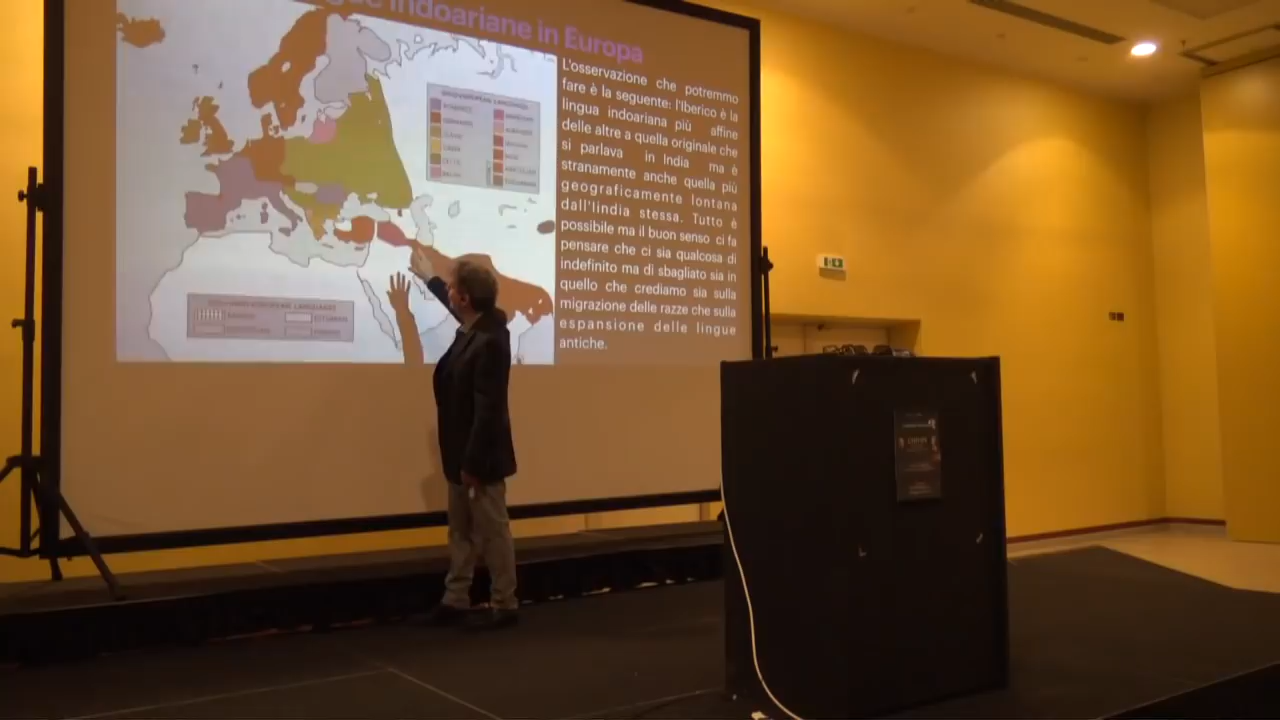 gue indoariane in Europa
L'osservazione che potremmo
fare è la seguente: l'Iberico è la
lingua indoariana più affine
delle altre a quella originale che
si parlava in India ma è
stranamente anche quella più
geograficamente lontana
dall'Iindia stessa. Tutto è
possibile ma il buon senso ci fa
pensare che ci sia qualcosa di
indefinito ma di sbagliato sia in
quello che crediamo sia sulla
migrazione delle razze che sulla
espansione delle lingue
antiche.